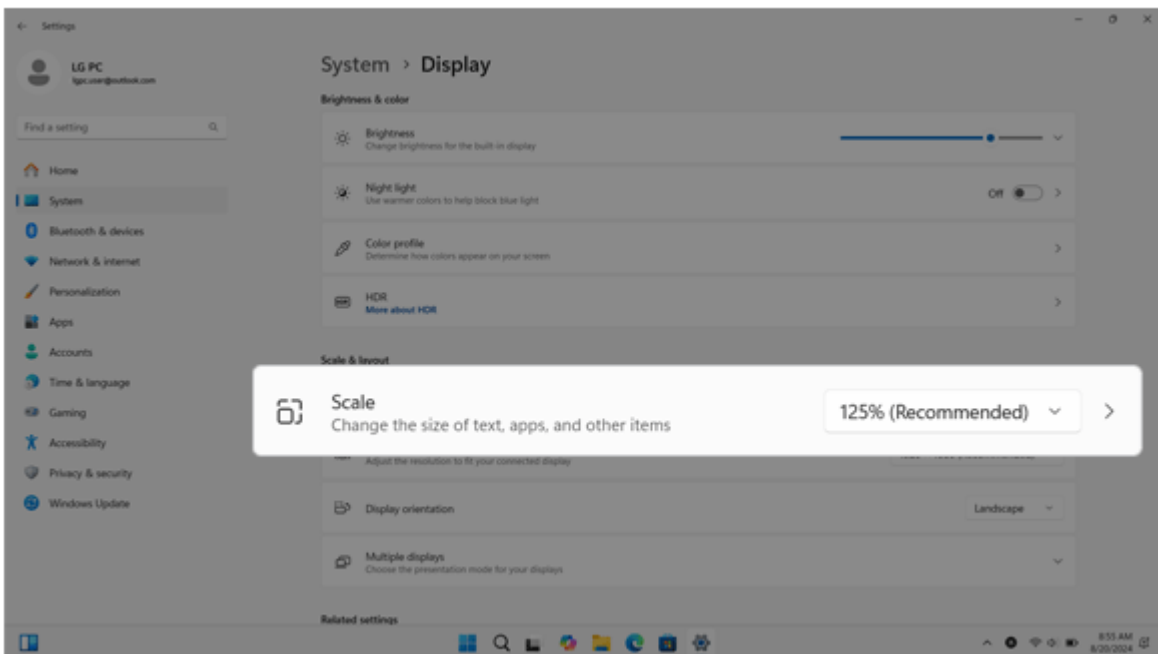 Settings
LG PC
lgpc.user@outlook.com
Find a setting
Home
System
Bluetooth & devices
Network & internet
Personalization
Apps
Accounts
Time & language
Gaming
Accessibility
Privacy & security
Windows Update
System > Display
Brightness & color
Brightness
Change brightness for the built-in display
Night light
Use warmer colors to help block blue light
Off
Color profile
Determine how colors appear on your screen
HDR
More about HDR
Scale & layout
Scale
Change the size of text, apps, and other items
125% (Recommended)
Adjust the resolution to fit your connected display
Display orientation
Landscape
Multiple displays
Choose the presentation mode for your displays
Related settings
8:55 AM
8/20/2024